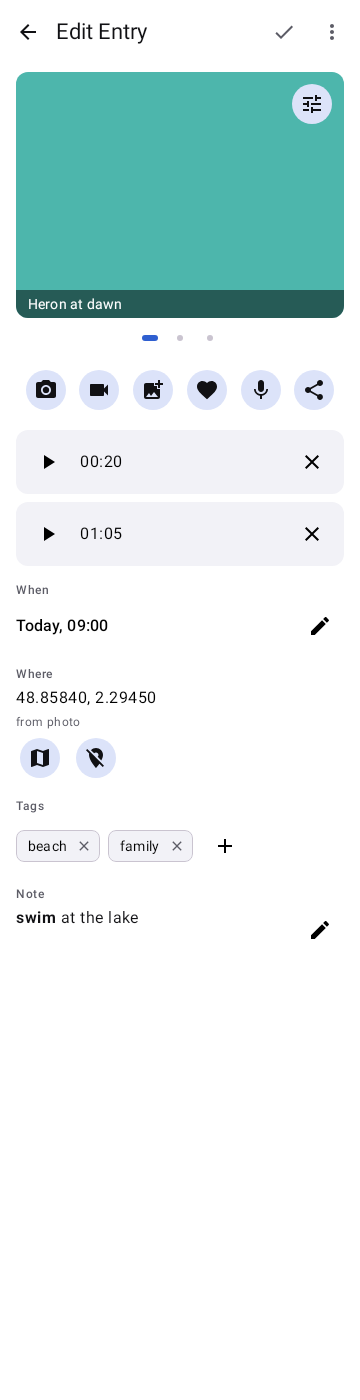 Edit Entry
Heron at dawn
00:20
01:05
When
Today, 09:00
Where
48.85840, 2.29450
from photo
Tags
beach family
Note
swim at the lake